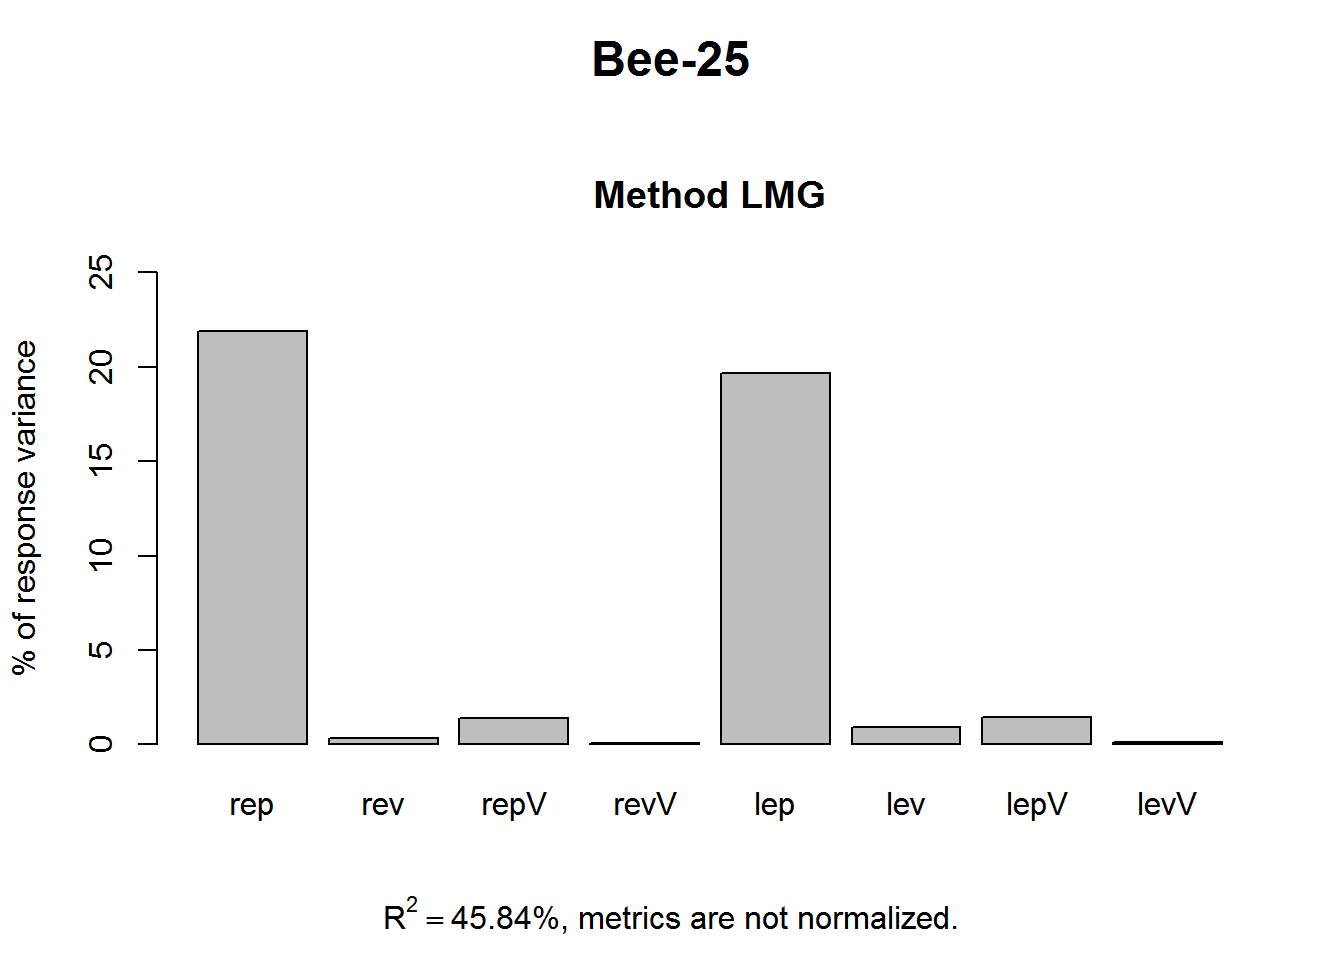 Bee-25
Method LMG
% of response variance
25
20
15
10
5
0
rep rev repV revV lep lev lepV levV
R² = 45.84%, metrics are not normalized.